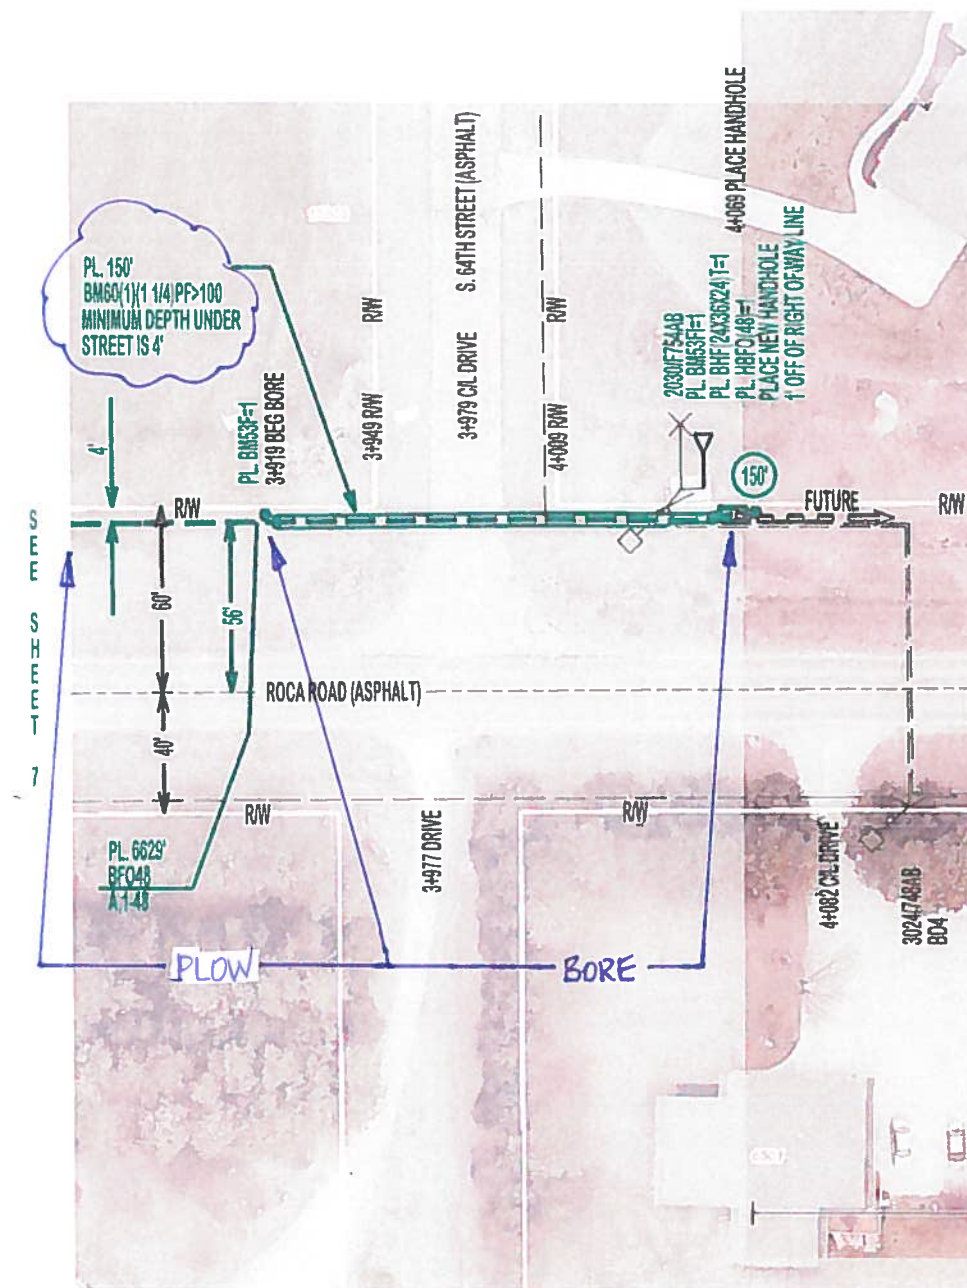 PL. 150'
BM60(1)(1 1/4)PF>100
MINIMUM DEPTH UNDER
STREET IS 4'
4'
R/W
60'
56'
40'
SEE SHEET 7
PL. BM53F=1
3+919 BEG BORE
3+949 R/W
R/W
3+979 C/L DRIVE
S. 64TH STREET (ASPHALT)
4+009 R/W
R/W
2030/F754AB
PL. BM53FI=1
PL. BHF(24X36X24)T=1
PL. HBFO(48)=1
PLACE NEW HANDHOLE
1' OFF OF RIGHT OF WAY LINE
4+069 PLACE HANDHOLE
150'
FUTURE
R/W
ROCA ROAD (ASPHALT)
R/W
R/W
PL. 6629'
BFO48
A,1-48
3+977 DRIVE
4+082 C/L DRIVE
3024/748AB
BD4
PLOW
BORE